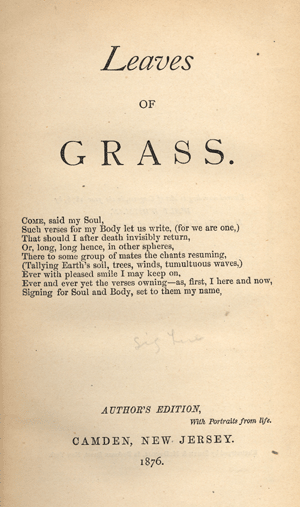 Leaves
OF
GRASS.
COME, said my Soul,
Such verses for my Body let us write, (for we are one,)
That should I after death invisibly return,
Or, long, long hence, in other spheres,
There to some group of mates the chants resuming,
(Tallying Earth's soil, trees, winds, tumultuous waves,)
Ever with pleased smile I may keep on,
Ever and ever yet the verses owning—as, first, I here and now,
Signing for Soul and Body, set to them my name,
AUTHOR'S EDITION,
With Portraits from life.
CAMDEN, NEW JERSEY.
1876.